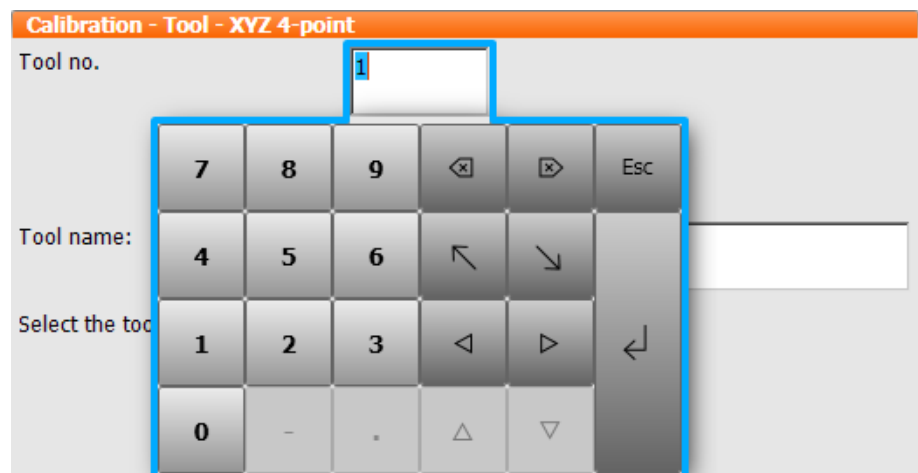 Calibration - Tool - XYZ 4-point
Tool no.
1
7 8 9 Esc
Tool name:
4 5 6
Select the too
1 2 3
0 - .